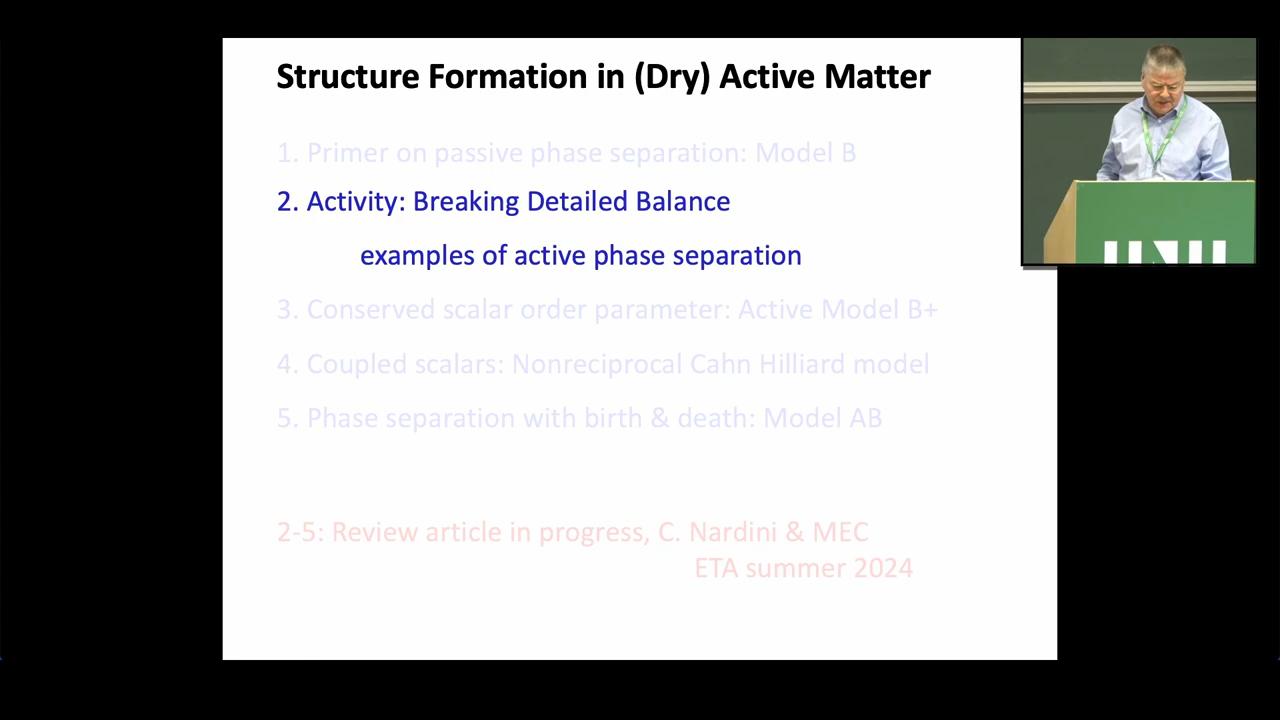 Structure Formation in (Dry) Active Matter
1. Primer on passive phase separation: Model B
2. Activity: Breaking Detailed Balance
examples of active phase separation
3. Conserved scalar order parameter: Active Model B+
4. Coupled scalars: Nonreciprocal Cahn Hilliard model
5. Phase separation with birth & death: Model AB
2-5: Review article in progress, C. Nardini & MEC
ETA summer 2024